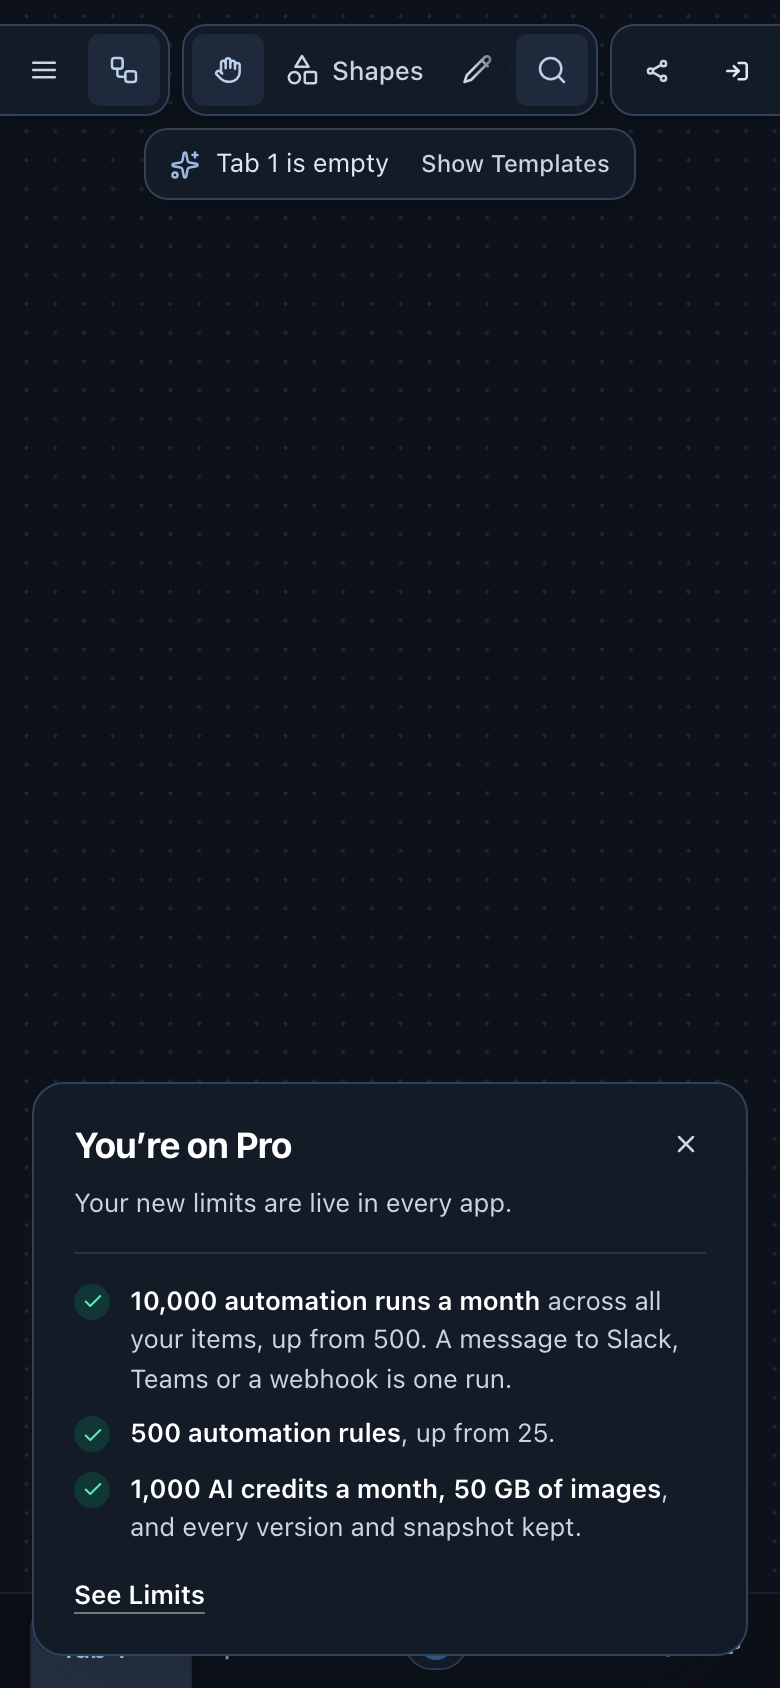 Shapes
Tab 1 is empty Show Templates
You’re on Pro
Your new limits are live in every app.
10,000 automation runs a month across all
your items, up from 500. A message to Slack,
Teams or a webhook is one run.
500 automation rules, up from 25.
1,000 AI credits a month, 50 GB of images,
and every version and snapshot kept.
See Limits